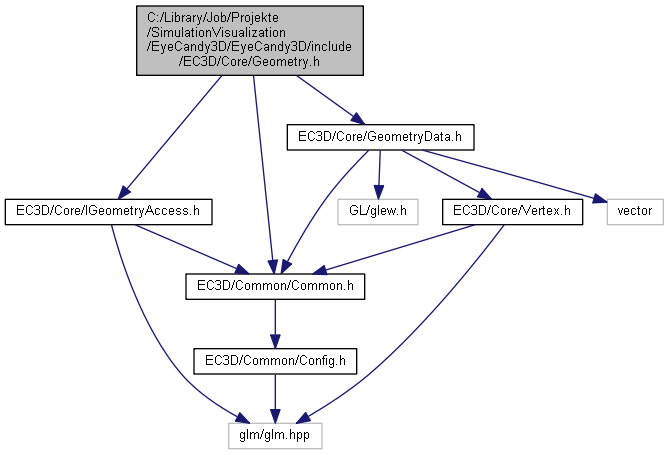 C:/Library/Job/Projekte
/SimulationVisualization
/EyeCandy3D/EyeCandy3D/include
/EC3D/Core/Geometry.h
EC3D/Core/GeometryData.h
EC3D/Core/IGeometryAccess.h
GL/glew.h
EC3D/Core/Vertex.h
vector
EC3D/Common/Common.h
EC3D/Common/Config.h
glm/glm.hpp